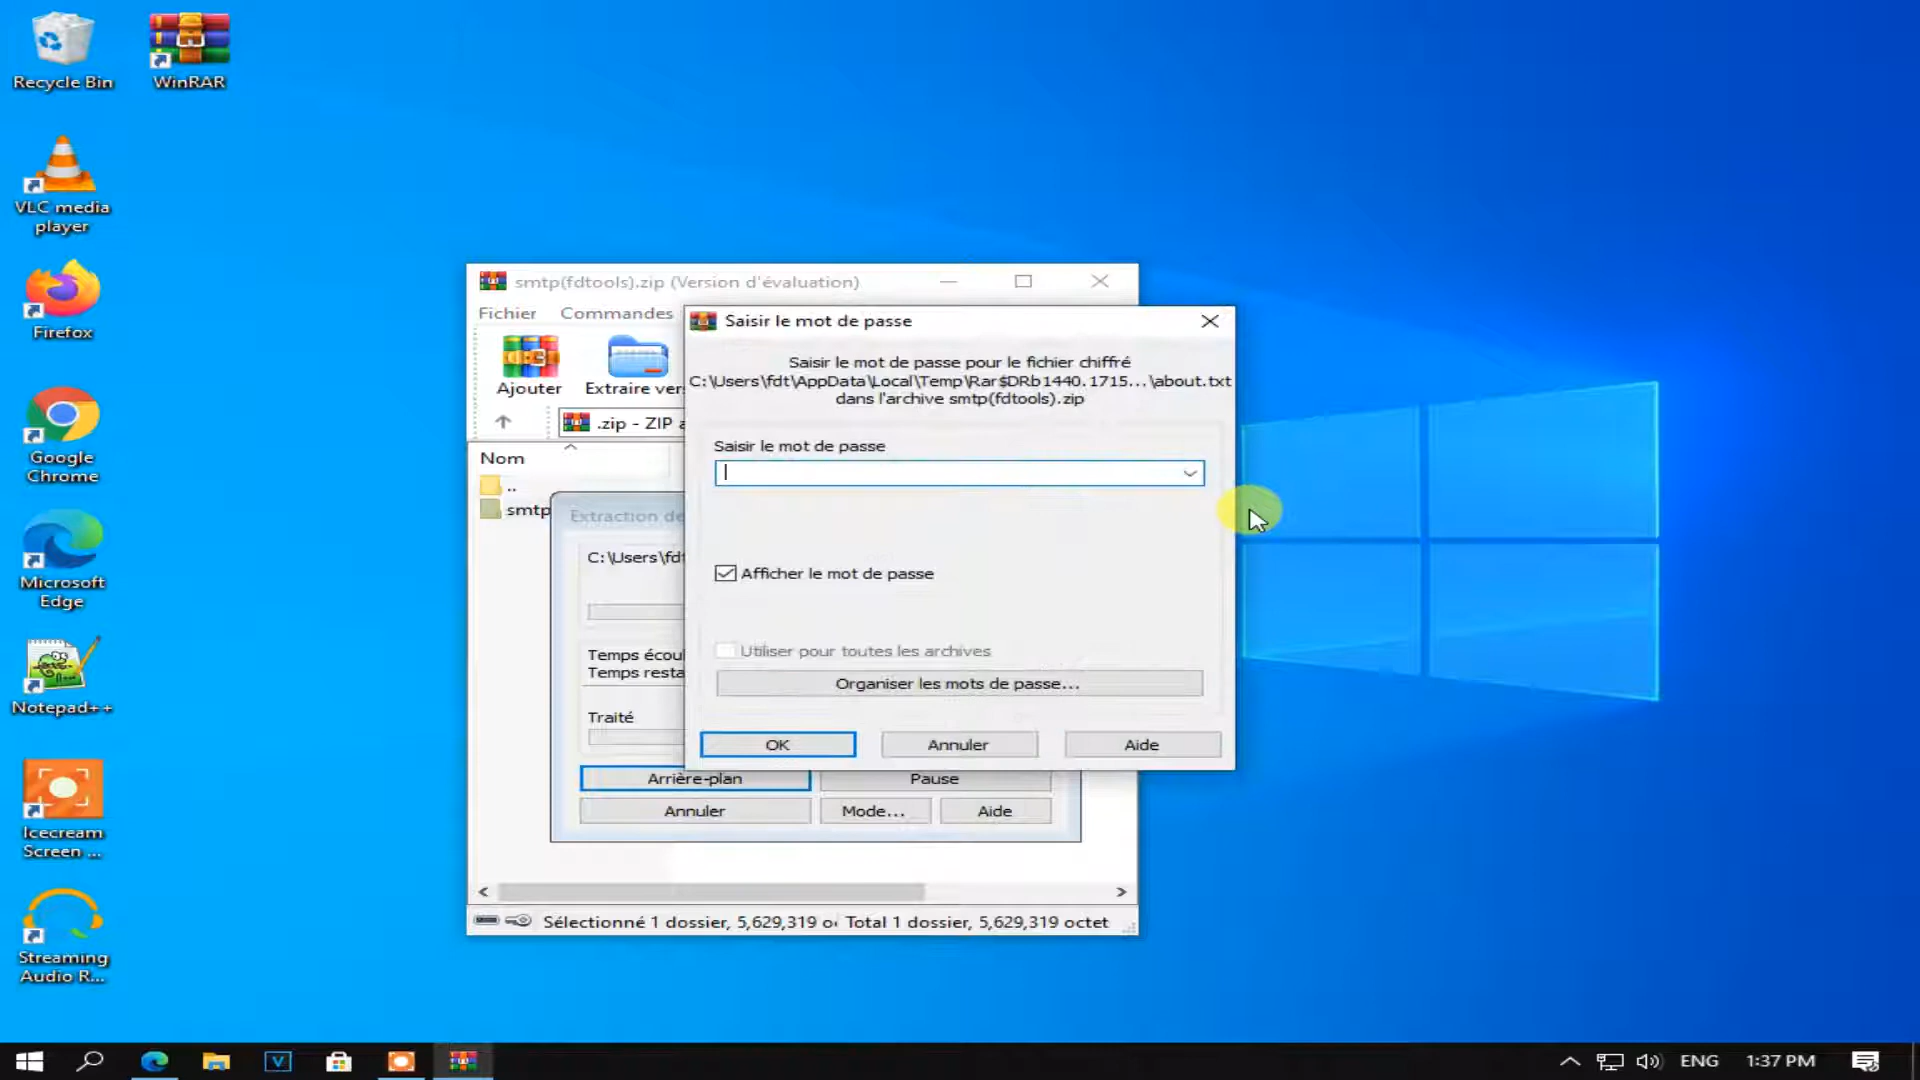 Recycle Bin
WinRAR
VLC media
player
Firefox
Google
Chrome
Microsoft
Edge
Notepad++
Icecream
Screen ...
Streaming
Audio R...
smtp(fdtools).zip (Version d'évaluation)
Fichier
Commandes
Ajouter
Extraire
.zip - ZIP
Nom
..
smtp
Extraction de
C:\Users\fdt
Temps
Temps
Traité
Arrière-plan
Pause
Annuler
Mode...
Aide
Sélectionné 1 dossier, 5,629,319 o
Total 1 dossier, 5,629,319 octet
Saisir le mot de passe
Saisir le mot de passe pour le fichier chiffré
C:\Users\fdt\AppData\Local\Temp\Rar$DRb1440.1715...\about.txt
dans l'archive smtp(fdtools).zip
Saisir le mot de passe
Afficher le mot de passe
Utiliser pour toutes les archives
Organiser les mots de passe...
OK
Annuler
Aide
V
ENG
1:37 PM